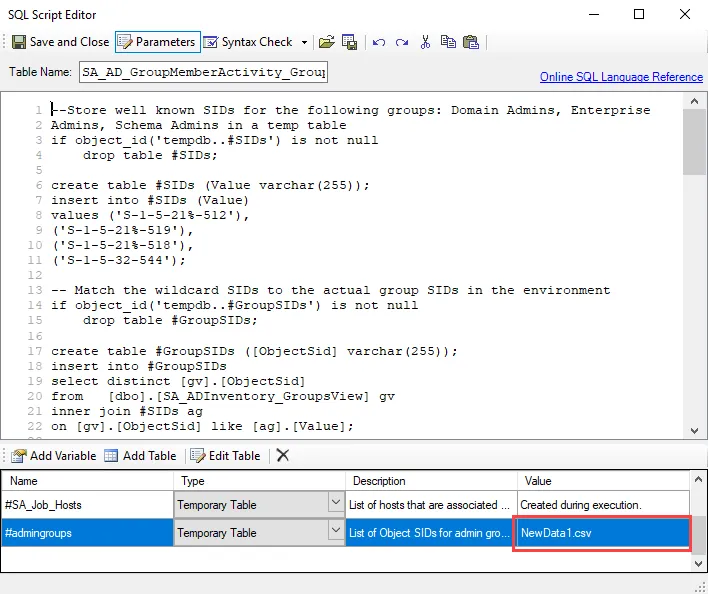 SQL Script Editor
Save and Close Parameters Syntax Check
Table Name: SA_AD_GroupMemberActivity_Grou
Online SQL Language Reference
1 --Store well known SIDs for the following groups: Domain Admins, Enterprise
2 Admins, Schema Admins in a temp table
3 if object_id('tempdb..#SIDs') is not null
4 drop table #SIDs;
5
6 create table #SIDs (Value varchar(255));
7 insert into #SIDs (Value)
8 values ('S-1-5-21%-512'),
9 ('S-1-5-21%-519'),
10 ('S-1-5-21%-518'),
11 ('S-1-5-32-544');
12
13 -- Match the wildcard SIDs to the actual group SIDs in the environment
14 if object_id('tempdb..#GroupSIDs') is not null
15 drop table #GroupSIDs;
16
17 create table #GroupSIDs ([ObjectSid] varchar(255));
18 insert into #GroupSIDs
19 select distinct [gv].[ObjectSid]
20 from [dbo].[SA_ADInventory_GroupsView] gv
21 inner join #SIDs ag
22 on [gv].[ObjectSid] like [ag].[Value];
Add Variable Add Table Edit Table
Name Type Description Value
#SA_Job_Hosts Temporary Table List of hosts that are associated ... Created during execution.
#admingroups Temporary Table List of Object SIDs for admin gro... NewData1.csv